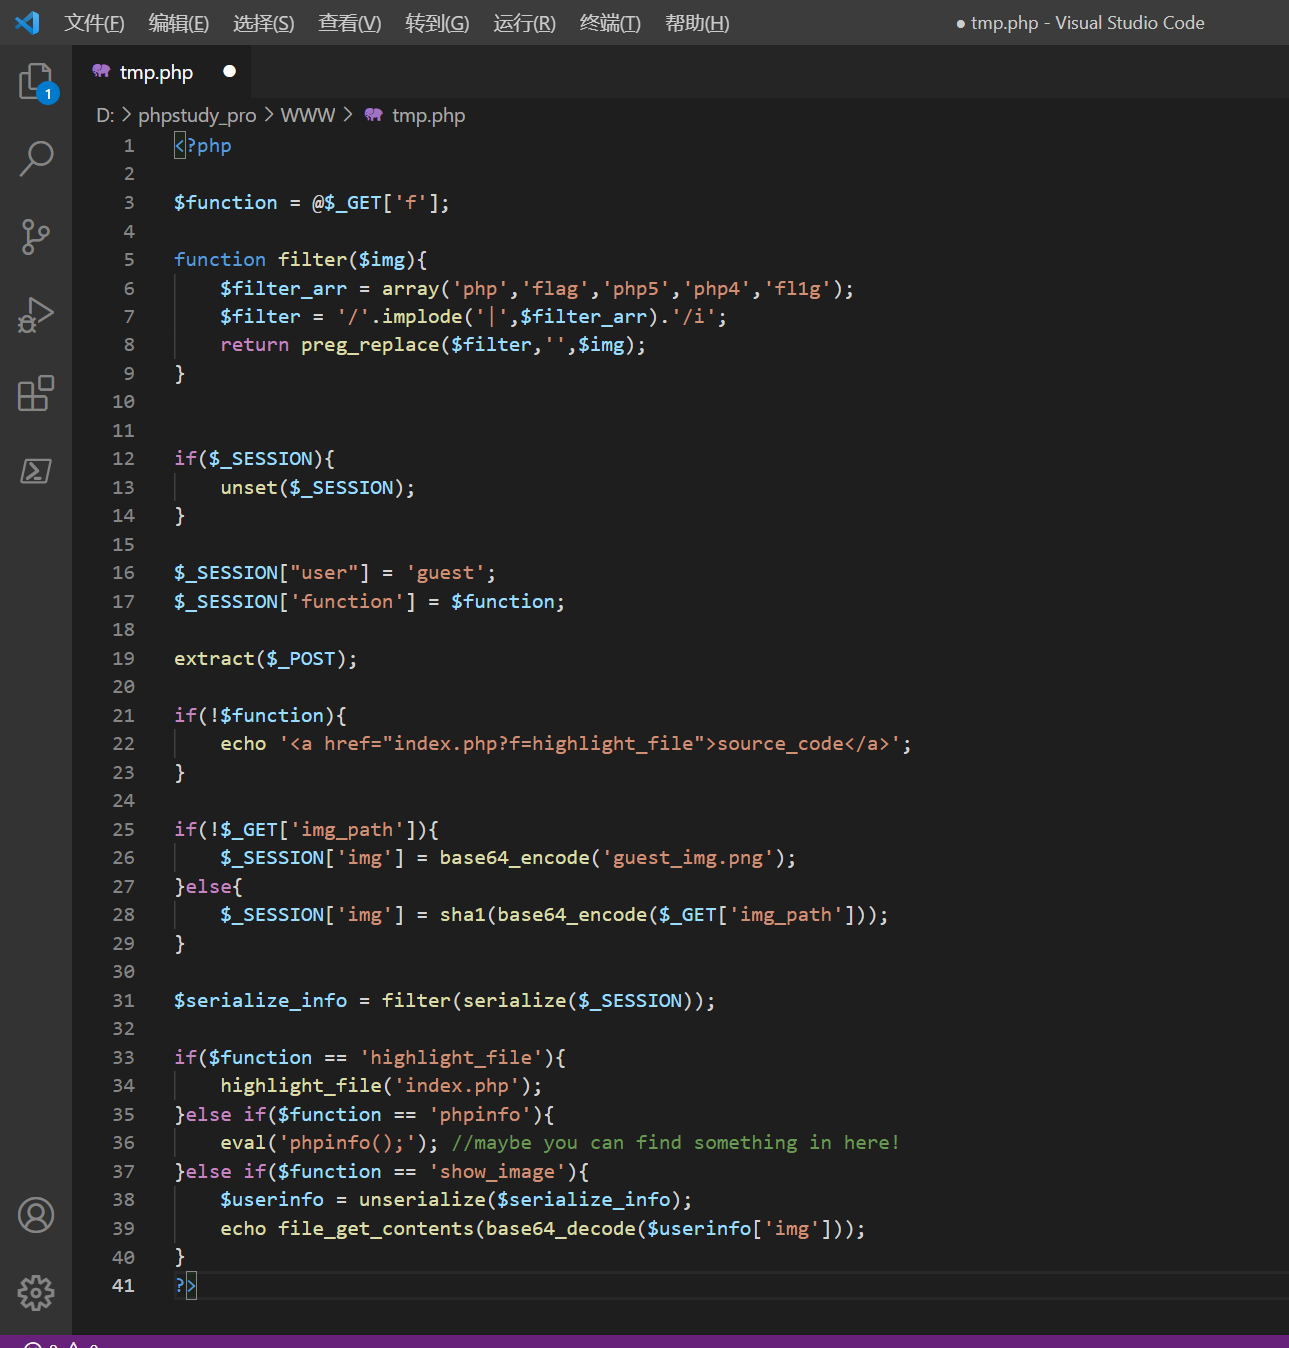 文件(F) 编辑(E) 选择(S) 查看(V) 转到(G) 运行(R) 终端(T) 帮助(H) ● tmp.php - Visual Studio Code
1
tmp.php ●
D: > phpstudy_pro > WWW > tmp.php
1 <?php
2
3 $function = @$_GET['f'];
4
5 function filter($img){
6     $filter_arr = array('php','flag','php5','php4','fl1g');
7     $filter = '/'.implode('|',$filter_arr).'/i';
8     return preg_replace($filter,'',$img);
9 }
10
11
12 if($_SESSION){
13     unset($_SESSION);
14 }
15
16 $_SESSION["user"] = 'guest';
17 $_SESSION['function'] = $function;
18
19 extract($_POST);
20
21 if(!$function){
22     echo '<a href="index.php?f=highlight_file">source_code</a>';
23 }
24
25 if(!$_GET['img_path']){
26     $_SESSION['img'] = base64_encode('guest_img.png');
27 }else{
28     $_SESSION['img'] = sha1(base64_encode($_GET['img_path']));
29 }
30
31 $serialize_info = filter(serialize($_SESSION));
32
33 if($function == 'highlight_file'){
34     highlight_file('index.php');
35 }else if($function == 'phpinfo'){
36     eval('phpinfo();'); //maybe you can find something in here!
37 }else if($function == 'show_image'){
38     $userinfo = unserialize($serialize_info);
39     echo file_get_contents(base64_decode($userinfo['img']));
40 }
41 ?>